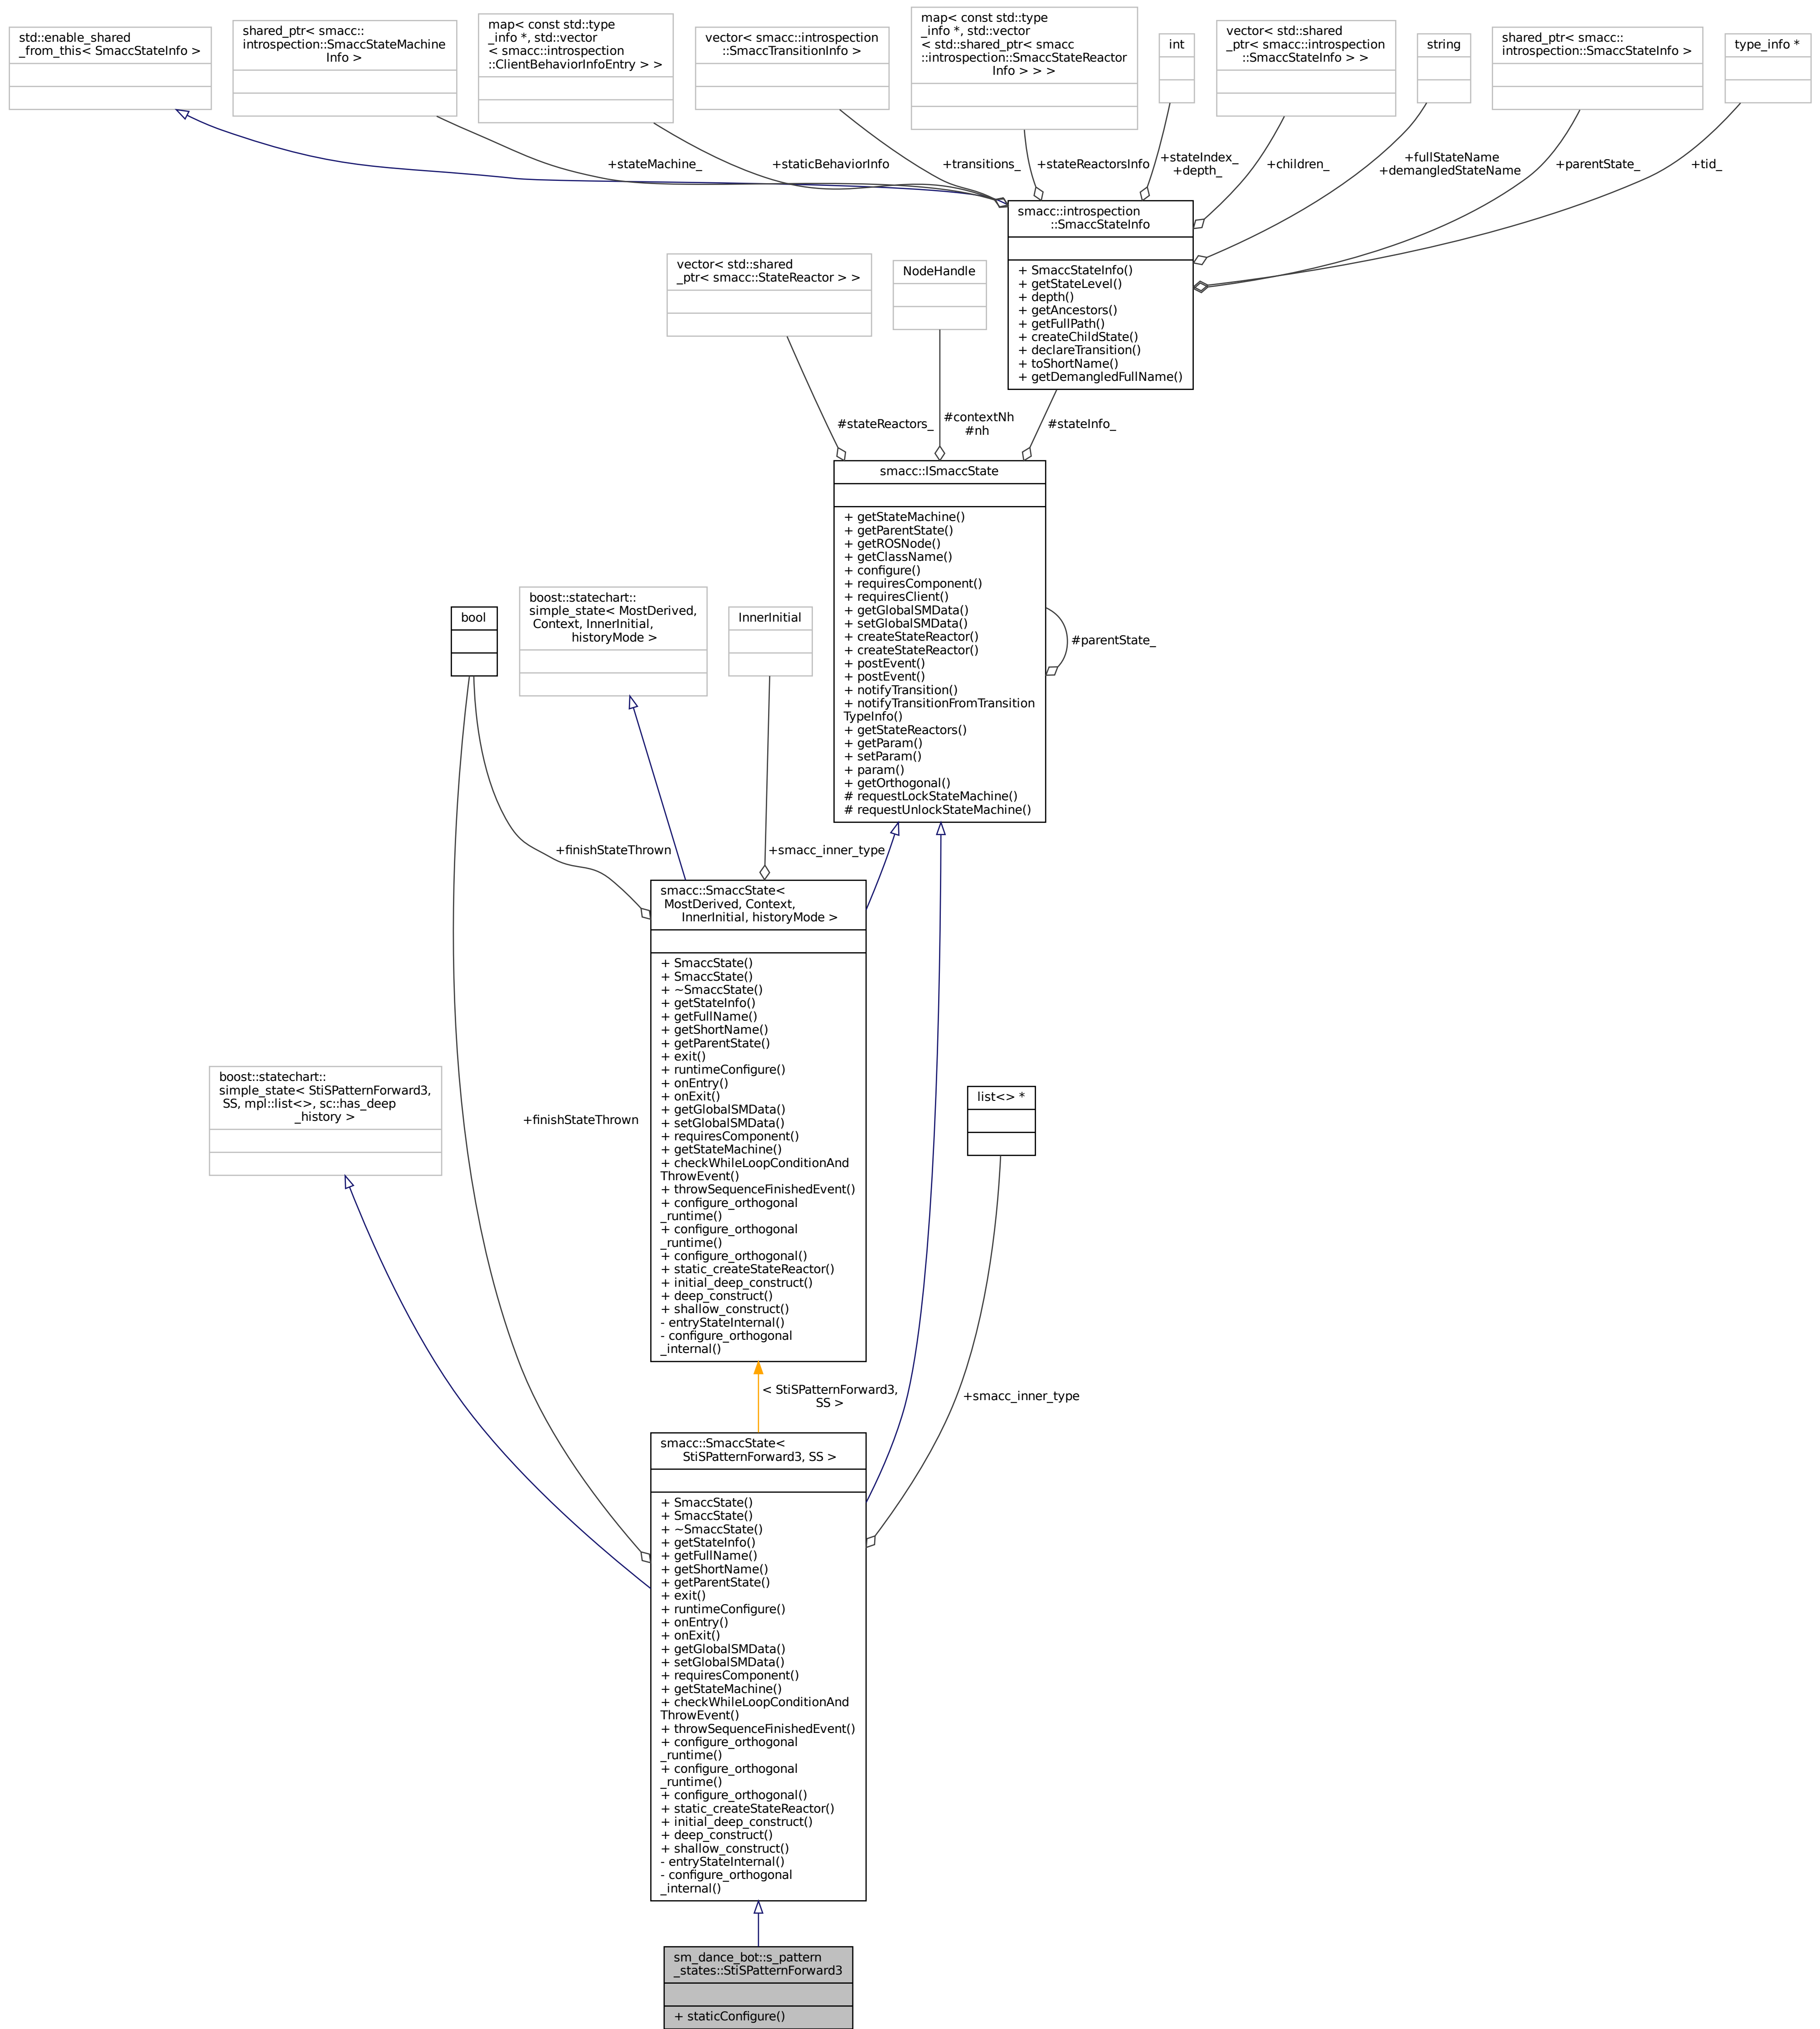 std::enable_shared
_from_this< SmaccStateInfo >
shared_ptr< smacc::
introspection::SmaccStateMachine
Info >
map< const std::type
_info *, std::vector
< smacc::introspection
::ClientBehaviorInfoEntry > >
vector< smacc::introspection
::SmaccTransitionInfo >
map< const std::type
_info *, std::vector
< std::shared_ptr< smacc
::introspection::SmaccStateReactor
Info > > >
int
vector< std::shared
_ptr< smacc::introspection
::SmaccStateInfo > >
string
shared_ptr< smacc::
introspection::SmaccStateInfo >
type_info *
+stateMachine_
+staticBehaviorInfo
+transitions_
+stateReactorsInfo
+stateIndex_
+depth_
+children_
+fullStateName
+demangledStateName
+parentState_
+tid_
smacc::introspection
::SmaccStateInfo
+ SmaccStateInfo()
+ getStateLevel()
+ depth()
+ getAncestors()
+ getFullPath()
+ createChildState()
+ declareTransition()
+ toShortName()
+ getDemangledFullName()
vector< std::shared
_ptr< smacc::StateReactor > >
NodeHandle
#stateReactors_
#contextNh
#nh
#stateInfo_
smacc::ISmaccState
+ getStateMachine()
+ getParentState()
+ getROSNode()
+ getClassName()
+ configure()
+ requiresComponent()
+ requiresClient()
+ getGlobalSMData()
+ setGlobalSMData()
+ createStateReactor()
+ createStateReactor()
+ postEvent()
+ postEvent()
+ notifyTransition()
+ notifyTransitionFromTransition
TypeInfo()
+ getStateReactors()
+ getParam()
+ setParam()
+ param()
+ getOrthogonal()
# requestLockStateMachine()
# requestUnlockStateMachine()
#parentState_
bool
boost::statechart::
simple_state< MostDerived,
Context, InnerInitial,
historyMode >
InnerInitial
+finishStateThrown
+smacc_inner_type
smacc::SmaccState<
MostDerived, Context,
InnerInitial, historyMode >
+ SmaccState()
+ SmaccState()
+ ~SmaccState()
+ getStateInfo()
+ getFullName()
+ getShortName()
+ getParentState()
+ exit()
+ runtimeConfigure()
+ onEntry()
+ onExit()
+ getGlobalSMData()
+ setGlobalSMData()
+ requiresComponent()
+ getStateMachine()
+ checkWhileLoopConditionAnd
ThrowEvent()
+ throwSequenceFinishedEvent()
+ configure_orthogonal
_runtime()
+ configure_orthogonal
_runtime()
+ configure_orthogonal()
+ static_createStateReactor()
+ initial_deep_construct()
+ deep_construct()
+ shallow_construct()
- entryStateInternal()
- configure_orthogonal
_internal()
boost::statechart::
simple_state< StiSPatternForward3,
SS, mpl::list<>, sc::has_deep
_history >
+finishStateThrown
list<> *
< StiSPatternForward3,
SS >
+smacc_inner_type
smacc::SmaccState<
StiSPatternForward3, SS >
+ SmaccState()
+ SmaccState()
+ ~SmaccState()
+ getStateInfo()
+ getFullName()
+ getShortName()
+ getParentState()
+ exit()
+ runtimeConfigure()
+ onEntry()
+ onExit()
+ getGlobalSMData()
+ setGlobalSMData()
+ requiresComponent()
+ getStateMachine()
+ checkWhileLoopConditionAnd
ThrowEvent()
+ throwSequenceFinishedEvent()
+ configure_orthogonal
_runtime()
+ configure_orthogonal
_runtime()
+ configure_orthogonal()
+ static_createStateReactor()
+ initial_deep_construct()
+ deep_construct()
+ shallow_construct()
- entryStateInternal()
- configure_orthogonal
_internal()
sm_dance_bot::s_pattern
_states::StiSPatternForward3
+ staticConfigure()